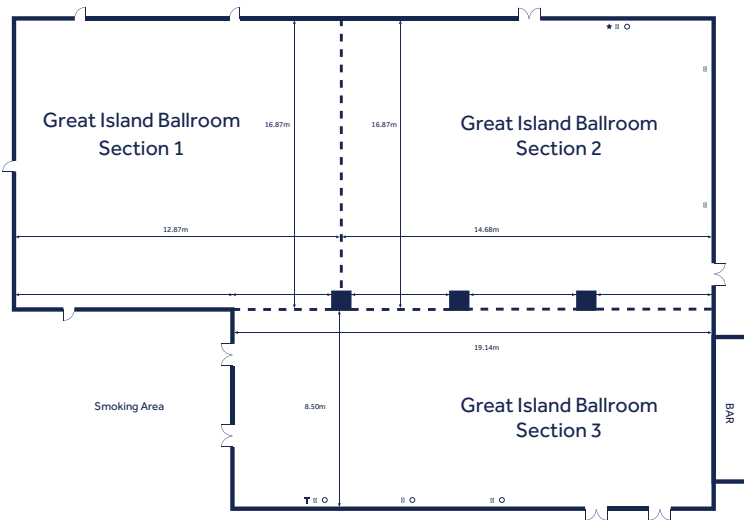 Great Island Ballroom
Section 1
16.87m
16.87m
Great Island Ballroom
Section 2
12.87m
14.68m
19.14m
Smoking Area
8.50m
Great Island Ballroom
Section 3
BAR
T